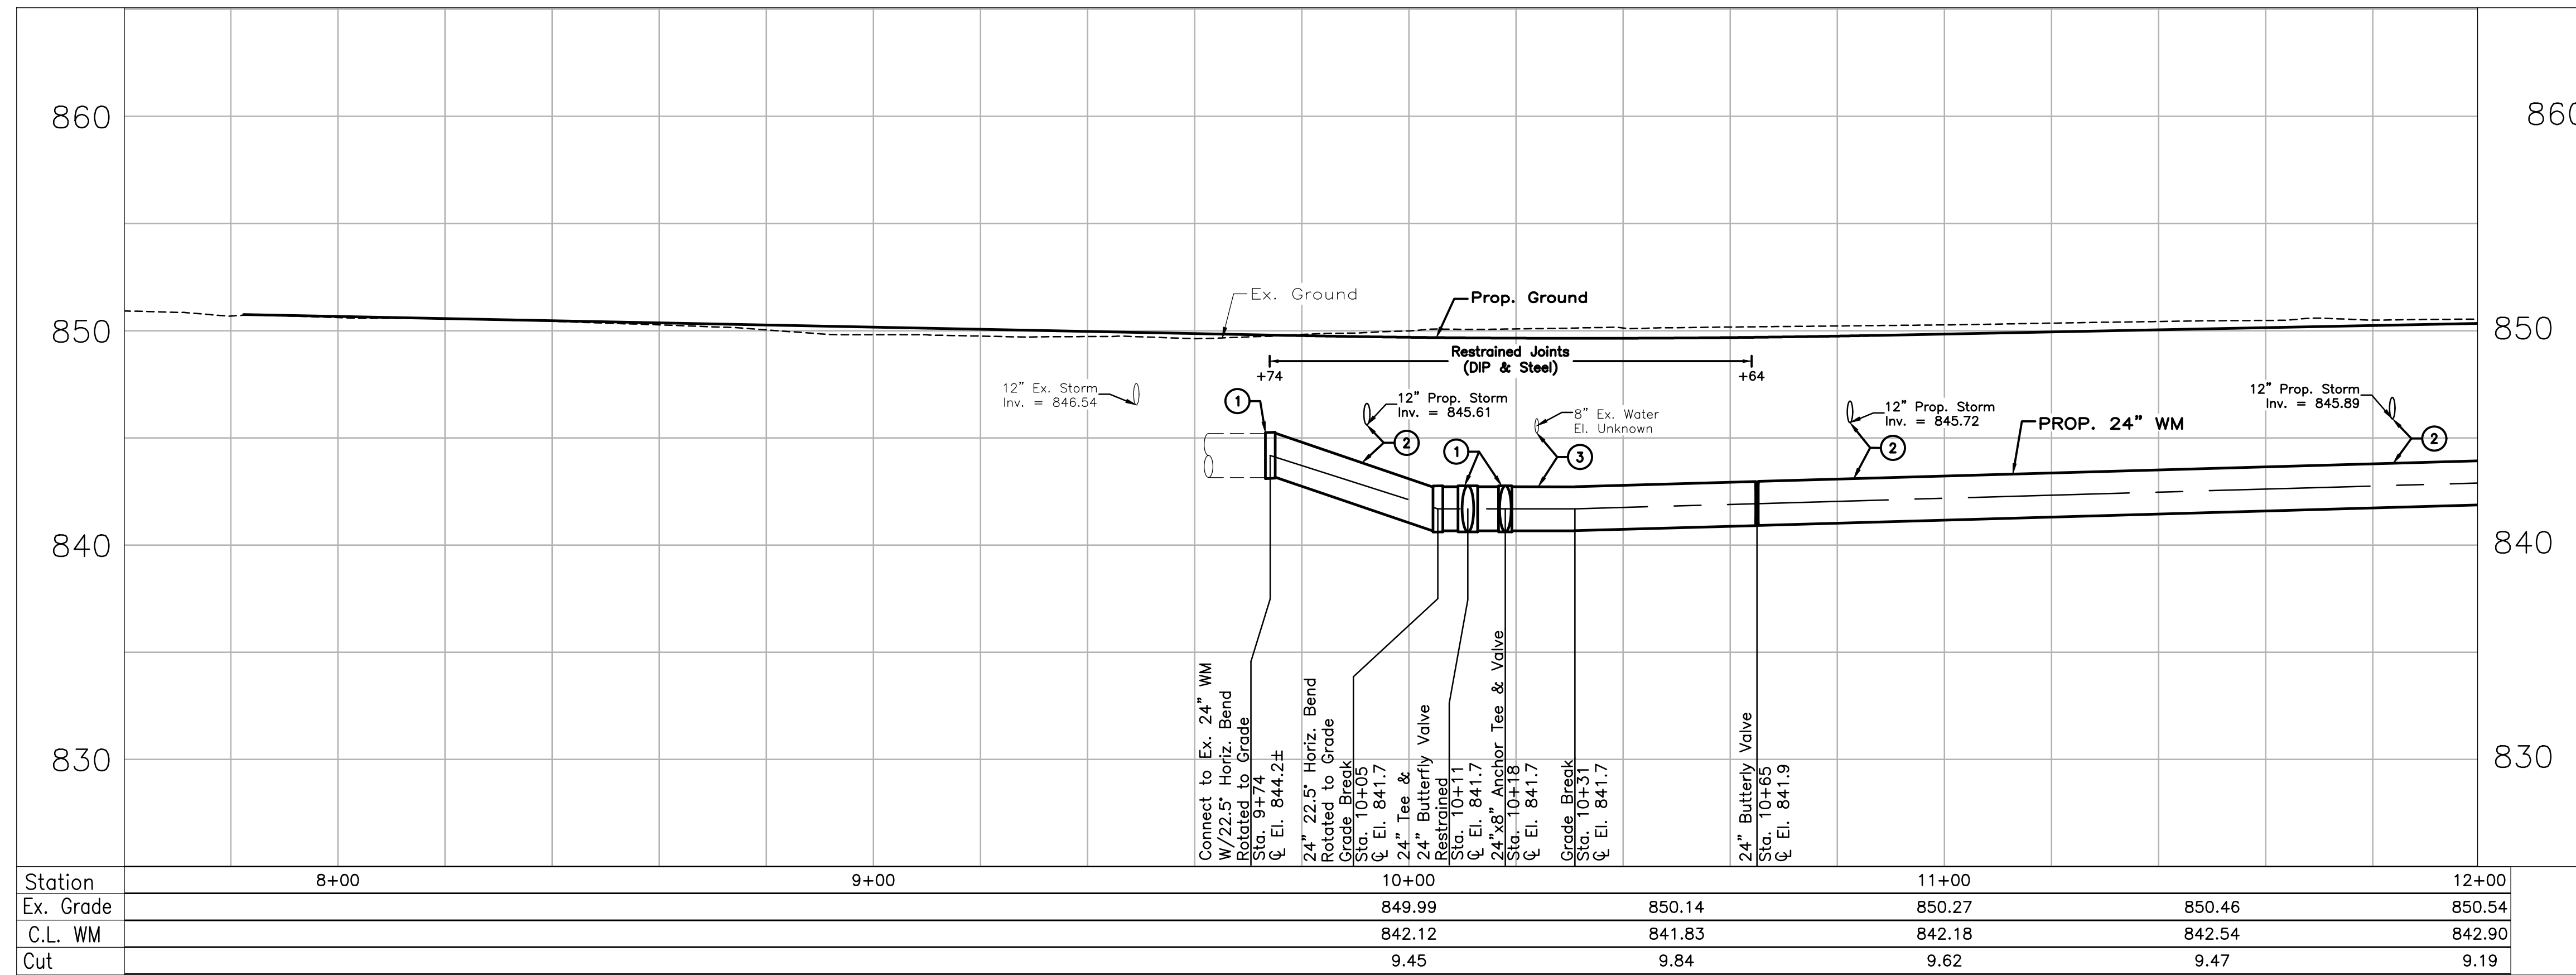 860
860
850
850
840
840
830
830
Ex. Ground
Prop. Ground
Restrained Joints
(DIP & Steel)
+74
+64
12" Ex. Storm
Inv. = 846.54
1
12" Prop. Storm
Inv. = 845.61
2
1
8" Ex. Water
El. Unknown
3
12" Prop. Storm
Inv. = 845.72
2
PROP. 24" WM
12" Prop. Storm
Inv. = 845.89
2
Connect to Ex. 24" WM
W/22.5° Horiz. Bend
Rotated to Grade
Sta. 9+74
℄ El. 844.2±
24" 22.5° Horiz. Bend
Rotated to Grade
Grade Break
Sta. 10+05
℄ El. 841.7
24" Tee &
24" Butterfly Valve
Restrained
Sta. 10+11
℄ El. 841.7
24"x8" Anchor Tee & Valve
Sta. 10+18
℄ El. 841.7
Grade Break
Sta. 10+31
℄ El. 841.7
24" Butterly Valve
Sta. 10+65
℄ El. 841.9
Station 8+00 9+00 10+00 11+00 12+00
Ex. Grade 849.99 850.14 850.27 850.46 850.54
C.L. WM 842.12 841.83 842.18 842.54 842.90
Cut 9.45 9.84 9.62 9.47 9.19